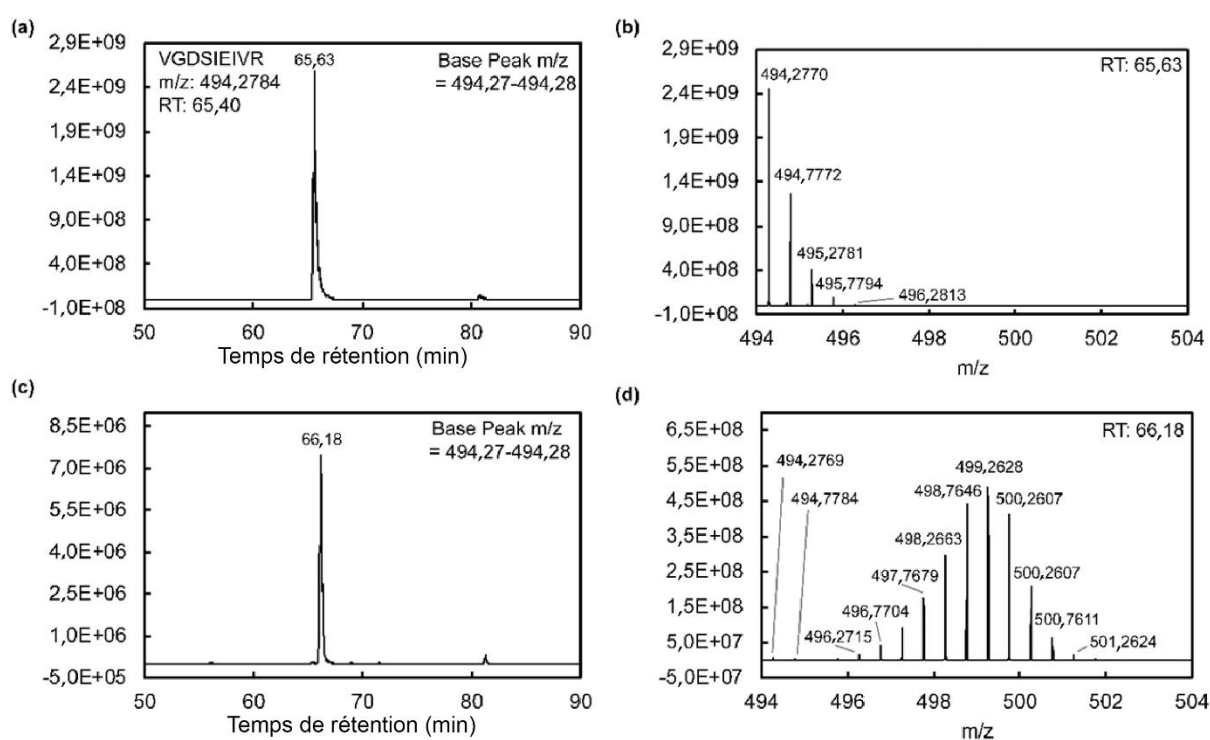 (a)
2,9E+09
2,4E+09
1,9E+09
1,4E+09
9,0E+08
4,0E+08
-1,0E+08
VGDSIEIVR
m/z: 494,2784
RT: 65,40
65,63
Base Peak m/z
= 494,27-494,28
50 60 70 80 90
Temps de rétention (min)
(b)
2,9E+09
2,4E+09
1,9E+09
1,4E+09
9,0E+08
4,0E+08
-1,0E+08
RT: 65,63
494,2770
494,7772
495,2781
495,7794
496,2813
494 496 498 500 502 504
m/z
(c)
8,5E+06
7,0E+06
5,5E+06
4,0E+06
2,5E+06
1,0E+06
-5,0E+05
66,18
Base Peak m/z
= 494,27-494,28
50 60 70 80 90
Temps de rétention (min)
(d)
6,5E+08
5,5E+08
4,5E+08
3,5E+08
2,5E+08
1,5E+08
5,0E+07
-5,0E+07
RT: 66,18
494,2769
494,7784
496,2715
496,7704
497,7679
498,2663
498,7646
499,2628
500,2607
500,2607
500,7611
501,2624
494 496 498 500 502 504
m/z